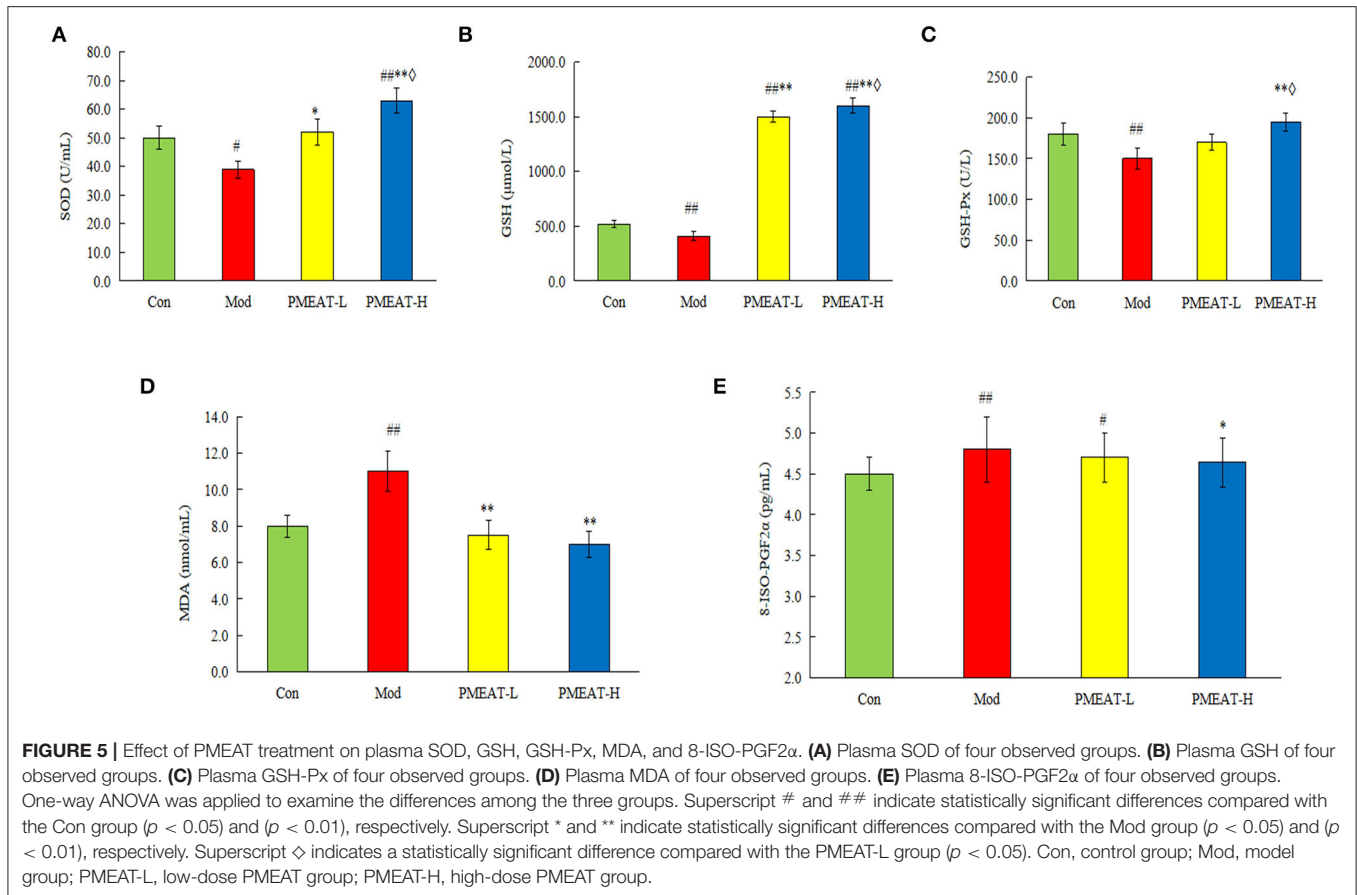 A
80.0
70.0
60.0
50.0
40.0
30.0
20.0
10.0
0.0
SOD (U/mL)
#
*
##**◊
Con Mod PMEAT-L PMEAT-H
B
2000.0
1500.0
1000.0
500.0
0.0
GSH (μmol/L)
##
##**
##**◊
Con Mod PMEAT-L PMEAT-H
C
250.0
200.0
150.0
100.0
50.0
0.0
GSH-Px (U/L)
##
**◊
Con Mod PMEAT-L PMEAT-H
D
14.0
12.0
10.0
8.0
6.0
4.0
2.0
0.0
MDA (nmol/mL)
##
**
**
Con Mod PMEAT-L PMEAT-H
E
5.5
5.0
4.5
4.0
3.5
3.0
2.5
2.0
8-ISO-PGF2α (pg/mL)
##
#
*
Con Mod PMEAT-L PMEAT-H
FIGURE 5 | Effect of PMEAT treatment on plasma SOD, GSH, GSH-Px, MDA, and 8-ISO-PGF2α. (A) Plasma SOD of four observed groups. (B) Plasma GSH of four
observed groups. (C) Plasma GSH-Px of four observed groups. (D) Plasma MDA of four observed groups. (E) Plasma 8-ISO-PGF2α of four observed groups.
One-way ANOVA was applied to examine the differences among the three groups. Superscript # and ## indicate statistically significant differences compared with
the Con group (p < 0.05) and (p < 0.01), respectively. Superscript * and ** indicate statistically significant differences compared with the Mod group (p < 0.05) and (p
< 0.01), respectively. Superscript ◇ indicates a statistically significant difference compared with the PMEAT-L group (p < 0.05). Con, control group; Mod, model
group; PMEAT-L, low-dose PMEAT group; PMEAT-H, high-dose PMEAT group.